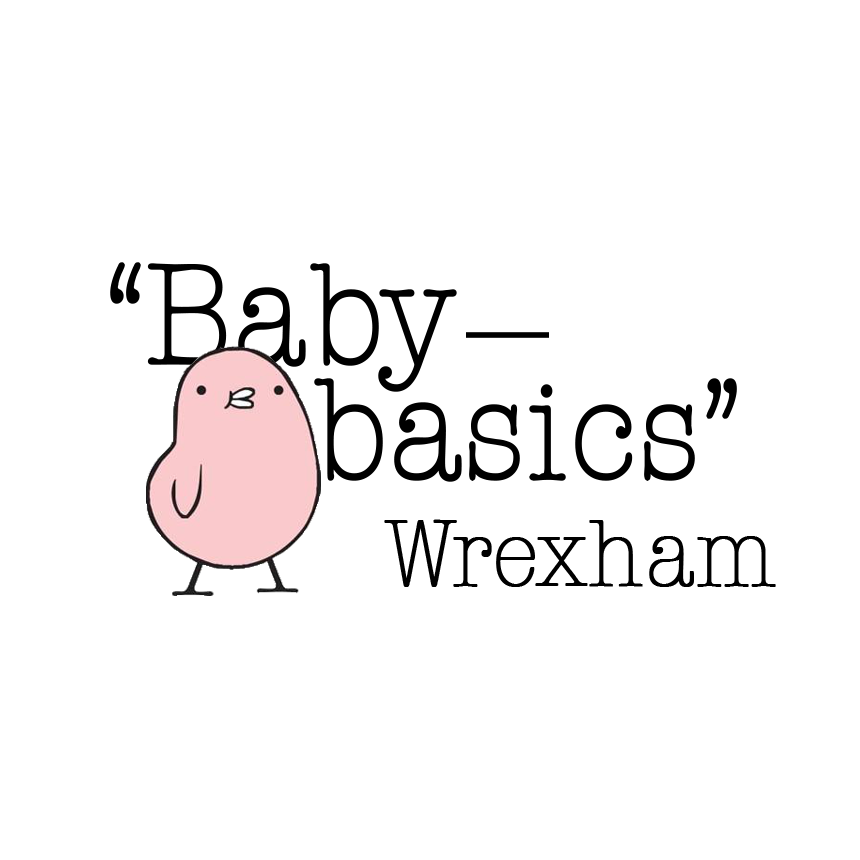 “Baby—
basics”
Wrexham